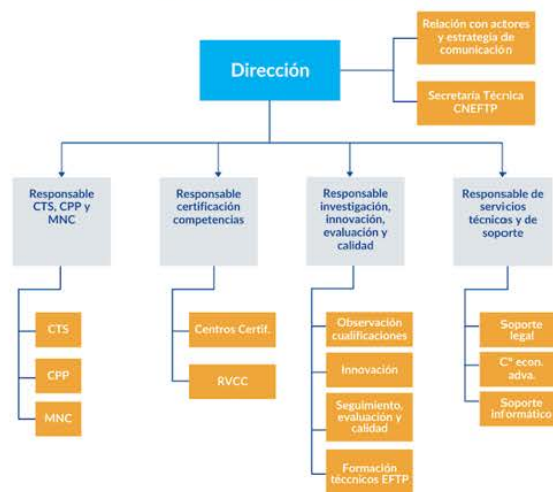 Relación con actores
y estrategia de
comunicación
Dirección
Secretaría Técnica
CNEFTP
Responsable
CTS, CPP y
MNC
Responsable
certificación
competencias
Responsable
investigación,
innovación,
evaluación y
calidad
Responsable de
servicios
técnicos y de
soporte
CTS
CPP
MNC
Centros Certif.
RVCC
Observación
cualificaciones
Innovación
Seguimiento,
evaluación y
calidad
Formación
téccnicos EFTP
Soporte
legal
Cª econ.
adva.
Soporte
informático